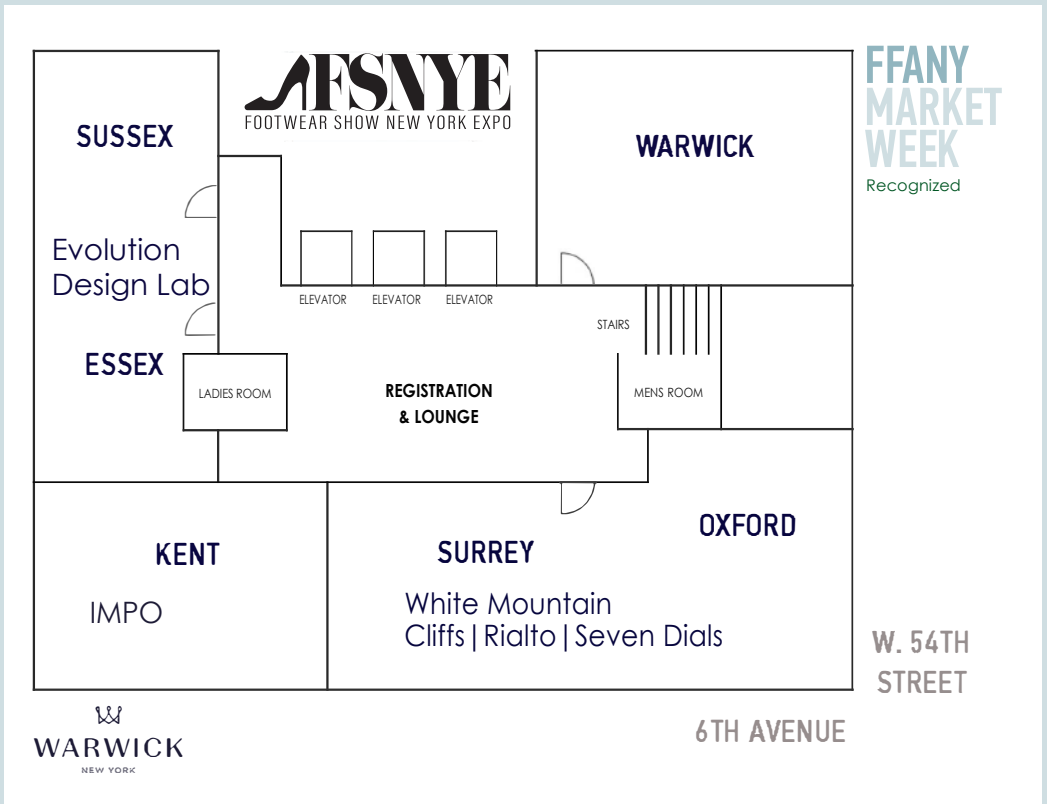 FSNYE
FOOTWEAR SHOW NEW YORK EXPO
FFANY
MARKET
WEEK
Recognized
SUSSEX
WARWICK
Evolution
Design Lab
ELEVATOR
ELEVATOR
ELEVATOR
STAIRS
ESSEX
LADIES ROOM
REGISTRATION
& LOUNGE
MENS ROOM
KENT
IMPO
SURREY
White Mountain
Cliffs|Rialto|Seven Dials
OXFORD
W. 54TH
STREET
6TH AVENUE
WARWICK
NEW YORK